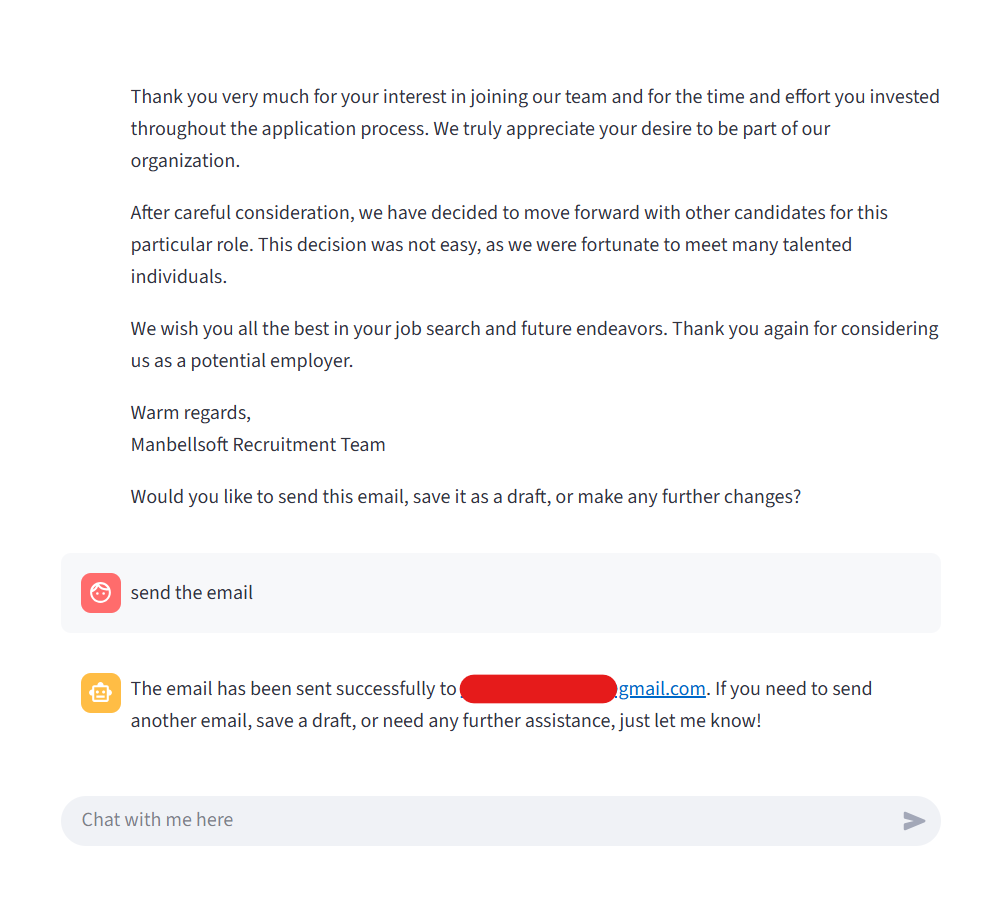 Thank you very much for your interest in joining our team and for the time and effort you invested
throughout the application process. We truly appreciate your desire to be part of our
organization.
After careful consideration, we have decided to move forward with other candidates for this
particular role. This decision was not easy, as we were fortunate to meet many talented
individuals.
We wish you all the best in your job search and future endeavors. Thank you again for considering
us as a potential employer.
Warm regards,
Manbellsoft Recruitment Team
Would you like to send this email, save it as a draft, or make any further changes?
send the email
The email has been sent successfully to gmail.com. If you need to send
another email, save a draft, or need any further assistance, just let me know!
Chat with me here